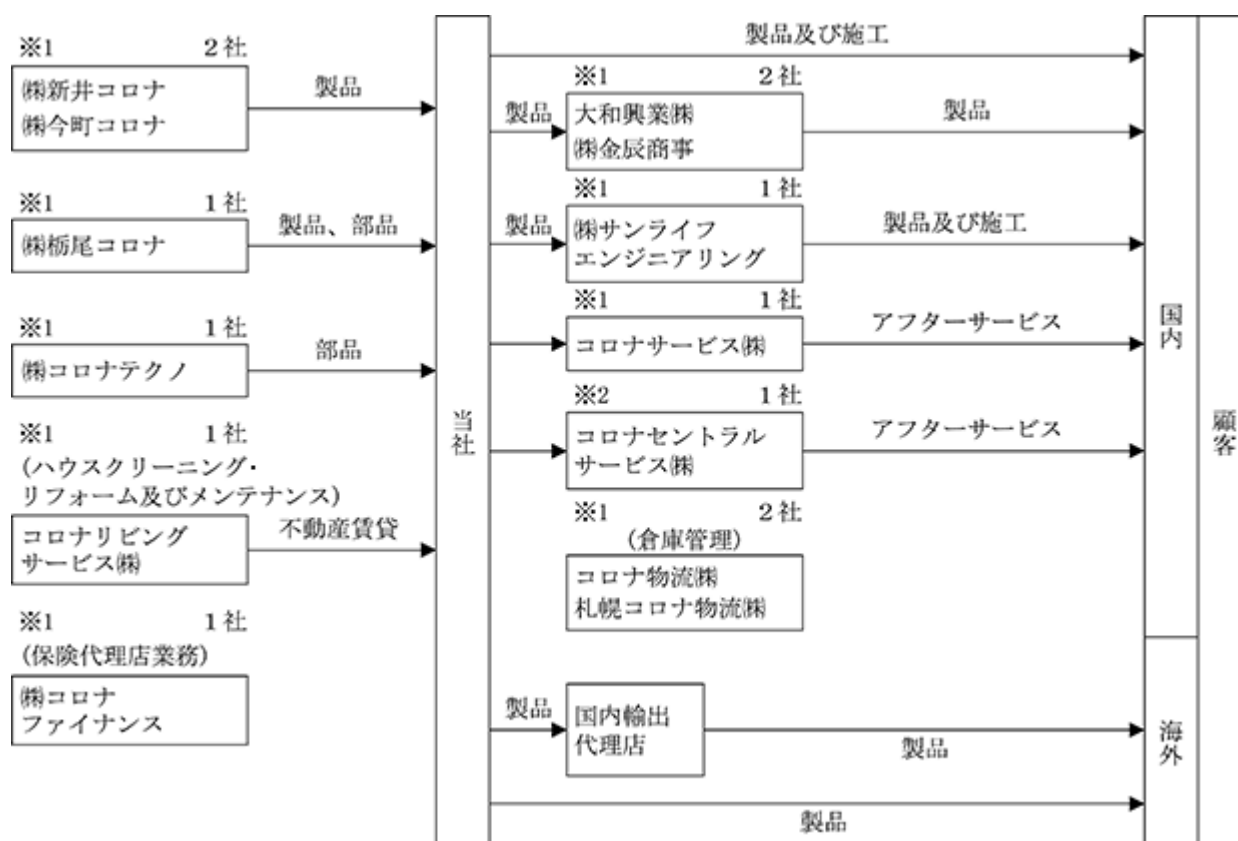 ※1 2社
㈱新井コロナ
㈱今町コロナ
製品
※1 1社
㈱栃尾コロナ
製品、部品
※1 1社
㈱コロナテクノ
部品
※1 1社
(ハウスクリーニング・
リフォーム及びメンテナンス)
コロナリビング
サービス㈱
不動産賃貸
※1 1社
(保険代理店業務)
㈱コロナ
ファイナンス
当社
製品及び施工
※1 2社
製品
大和興業㈱
㈱金辰商事
製品
※1 1社
製品
㈱サンライフ
エンジニアリング
製品及び施工
※1 1社
コロナサービス㈱
アフターサービス
※2 1社
コロナセントラル
サービス㈱
アフターサービス
※1 2社
(倉庫管理)
コロナ物流㈱
札幌コロナ物流㈱
製品
国内輸出
代理店
製品
製品
国内
海外
顧客